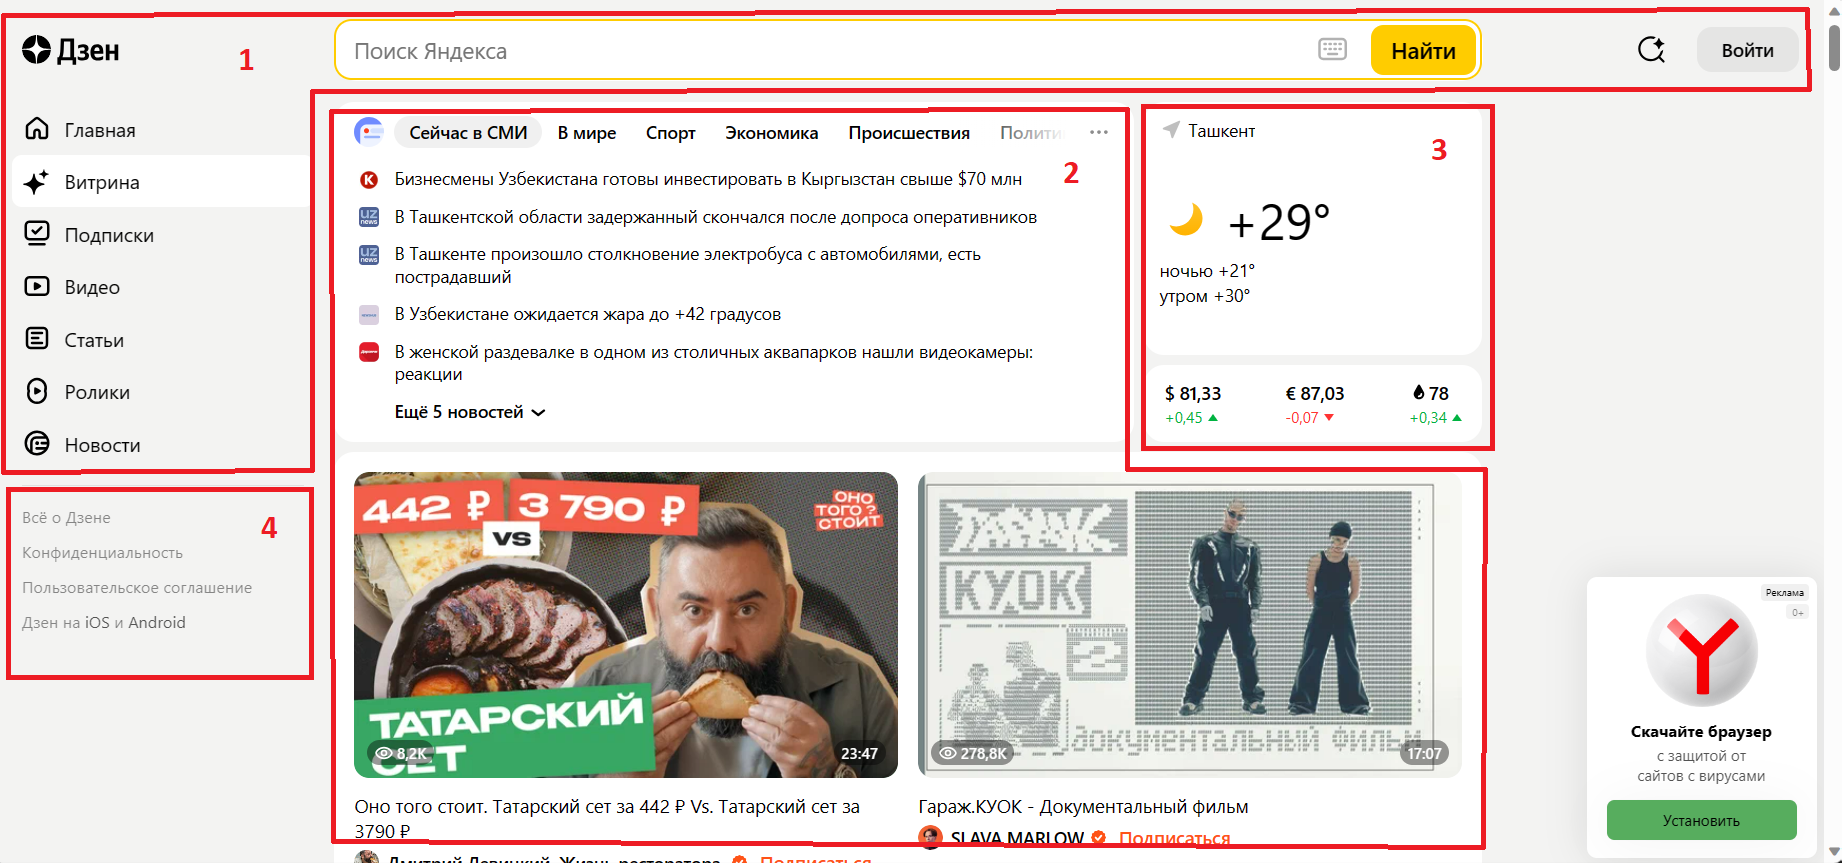 Дзен
1
Поиск Яндекса
Найти
Войти
Главная
Витрина
Подписки
Видео
Статьи
Ролики
Новости
4
Всё о Дзене
Конфиденциальность
Пользовательское соглашение
Дзен на iOS и Android
Сейчас в СМИ В мире Спорт Экономика Происшествия Полити ...
2
Бизнесмены Узбекистана готовы инвестировать в Кыргызстан свыше $70 млн
В Ташкентской области задержанный скончался после допроса оперативников
uz news
В Ташкенте произошло столкновение электробуса с автомобилями, есть
пострадавший
uz news
В Узбекистане ожидается жара до +42 градусов
В женской раздевалке в одном из столичных аквапарков нашли видеокамеры:
реакции
Ещё 5 новостей
Ташкент
3
+29°
ночью +21°
утром +30°
$ 81,33 € 87,03 78
+0,45 -0,07 +0,34
442 ₽ 3 790 ₽
VS
ОНО
ТОГО?
СТОИТ
ТАТАРСКИЙ
СЕТ
8,2K
23:47
КУОК
ДОКУМЕНТАЛЬНЫЙ ФИЛЬМ
278,8K
17:07
Оно того стоит. Татарский сет за 442 ₽ Vs. Татарский сет за
3790 ₽
Дмитрий Левицкий. Жизнь ресторатора Подписаться
Гараж.КУОК - Документальный фильм
SLAVA MARLOW Подписаться
Реклама
0+
Скачайте браузер
с защитой от
сайтов с вирусами
Установить